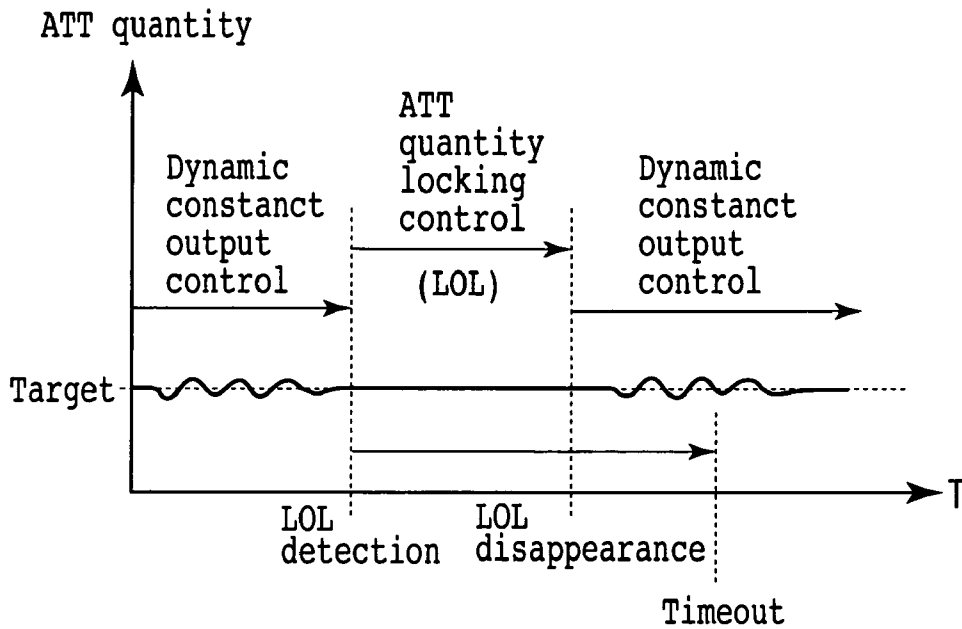 ATT quantity
ATT
quantity
locking
control
(LOL)
Dynamic
constanct
output
control
Dynamic
constanct
output
control
Target
T
LOL
detection
LOL
disappearance
Timeout